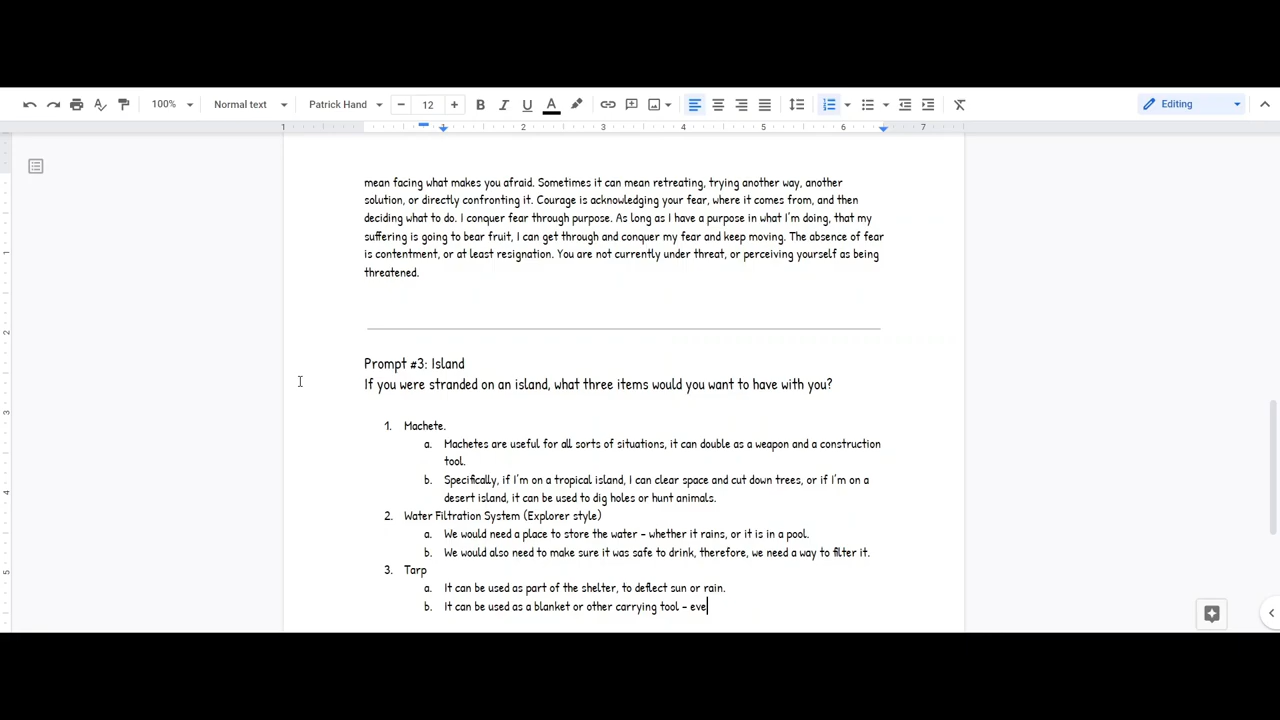 100% Normal text Patrick Hand 12 Editing
1 1 2 3 4 5 6 7
mean facing what makes you afraid. Sometimes it can mean retreating, trying another way, another
solution, or directly confronting it. Courage is acknowledging your fear, where it comes from, and then
deciding what to do. I conquer fear through purpose. As long as I have a purpose in what I'm doing, that my
suffering is going to bear fruit, I can get through and conquer my fear and keep moving. The absence of fear
is contentment, or at least resignation. You are not currently under threat, or perceiving yourself as being
threatened.
Prompt #3: Island
If you were stranded on an island, what three items would you want to have with you?
1. Machete.
a. Machetes are useful for all sorts of situations, it can double as a weapon and a construction
tool.
b. Specifically, if I'm on a tropical island, I can clear space and cut down trees, or if I'm on a
desert island, it can be used to dig holes or hunt animals.
2. Water Filtration System (Explorer style)
a. We would need a place to store the water - whether it rains, or it is in a pool.
b. We would also need to make sure it was safe to drink, therefore, we need a way to filter it.
3. Tarp
a. It can be used as part of the shelter, to deflect sun or rain.
b. It can be used as a blanket or other carrying tool - eve